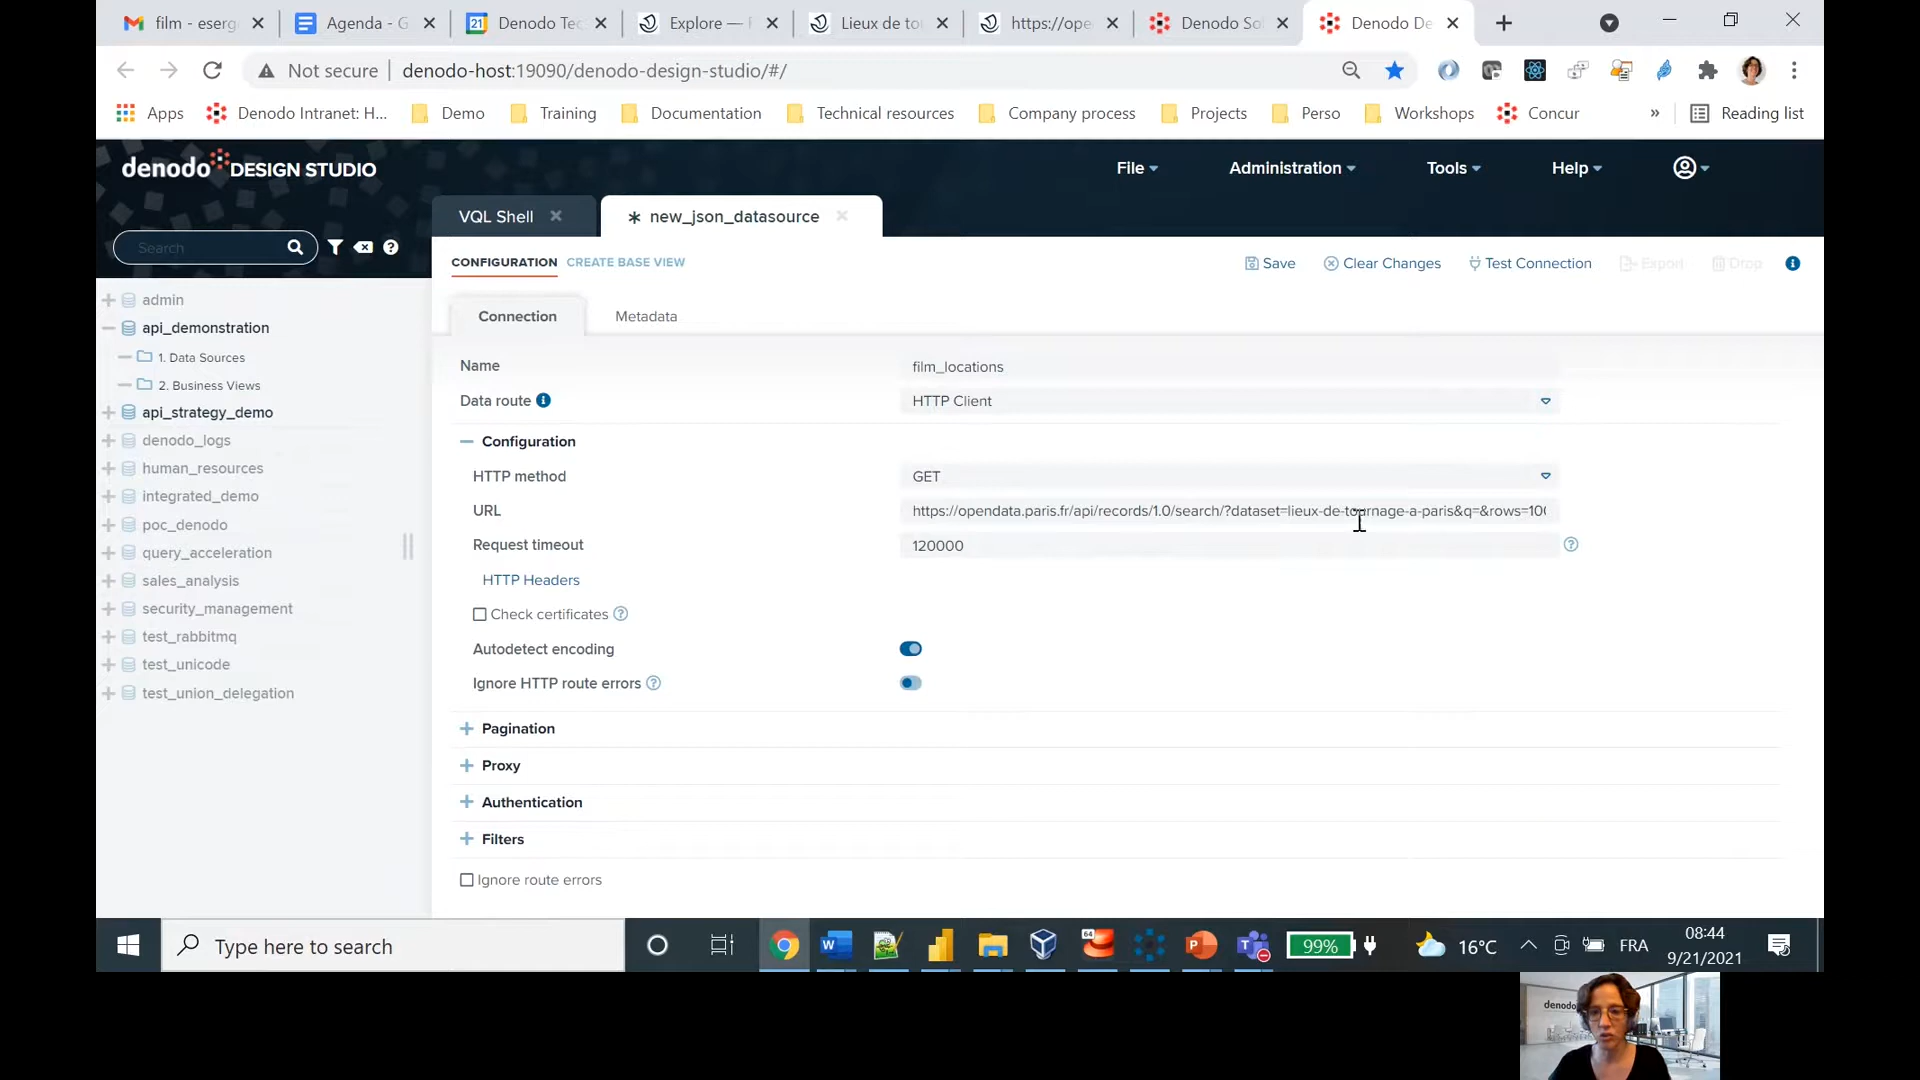 film - eserg
Agenda - G
Denodo Tec
Explore —
Lieux de to
https://ope
Denodo So
Denodo De
Not secure
denodo-host:19090/denodo-design-studio/#/
Apps
Denodo Intranet: H...
Demo
Training
Documentation
Technical resources
Company process
Projects
Perso
Workshops
Concur
»
Reading list
denodo DESIGN STUDIO
File
Administration
Tools
Help
VQL Shell
* new_json_datasource
Search
CONFIGURATION
CREATE BASE VIEW
Save
Clear Changes
Test Connection
Export
Drop
admin
api_demonstration
1. Data Sources
2. Business Views
api_strategy_demo
denodo_logs
human_resources
integrated_demo
poc_denodo
query_acceleration
sales_analysis
security_management
test_rabbitmq
test_unicode
test_union_delegation
Connection
Metadata
Name
film_locations
Data route
HTTP Client
Configuration
HTTP method
GET
URL
https://opendata.paris.fr/api/records/1.0/search/?dataset=lieux-de-tournage-a-paris&q=&rows=10
Request timeout
120000
HTTP Headers
Check certificates
Autodetect encoding
Ignore HTTP route errors
Pagination
Proxy
Authentication
Filters
Ignore route errors
Type here to search
99%
16°C
FRA
08:44
9/21/2021
denodo